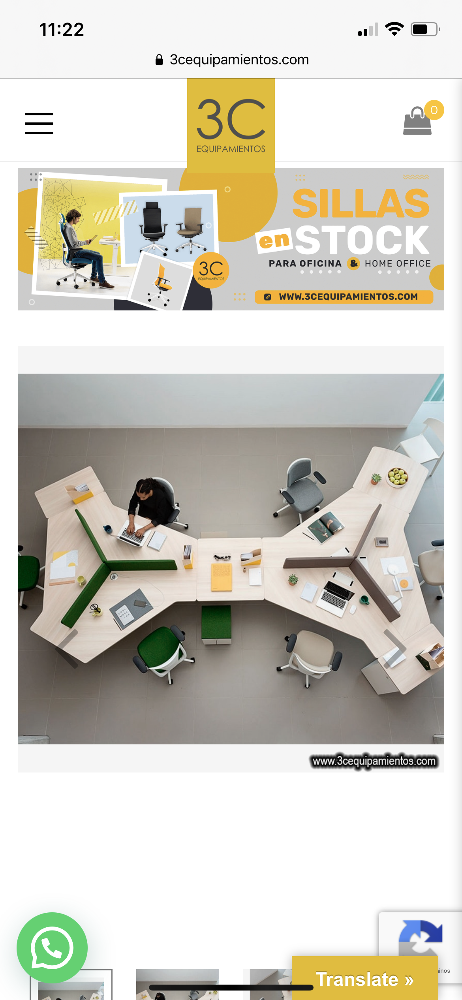 11:22
3cequipamientos.com
3C
EQUIPAMIENTOS
0
SILLAS
en STOCK
PARA OFICINA & HOME OFFICE
3C
EQUIPAMIENTOS
WWW.3CEQUIPAMIENTOS.COM
www.3cequipamientos.com
Translate »